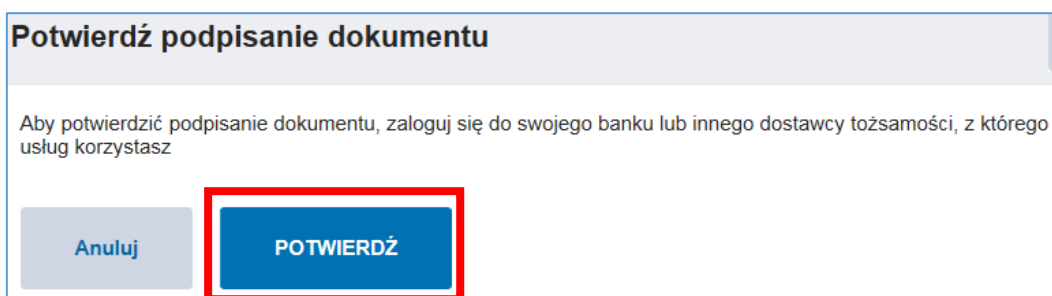 Potwierdź podpisanie dokumentu
Aby potwierdzić podpisanie dokumentu, zaloguj się do swojego banku lub innego dostawcy tożsamości, z którego
usług korzystasz
Anuluj
POTWIERDŹ